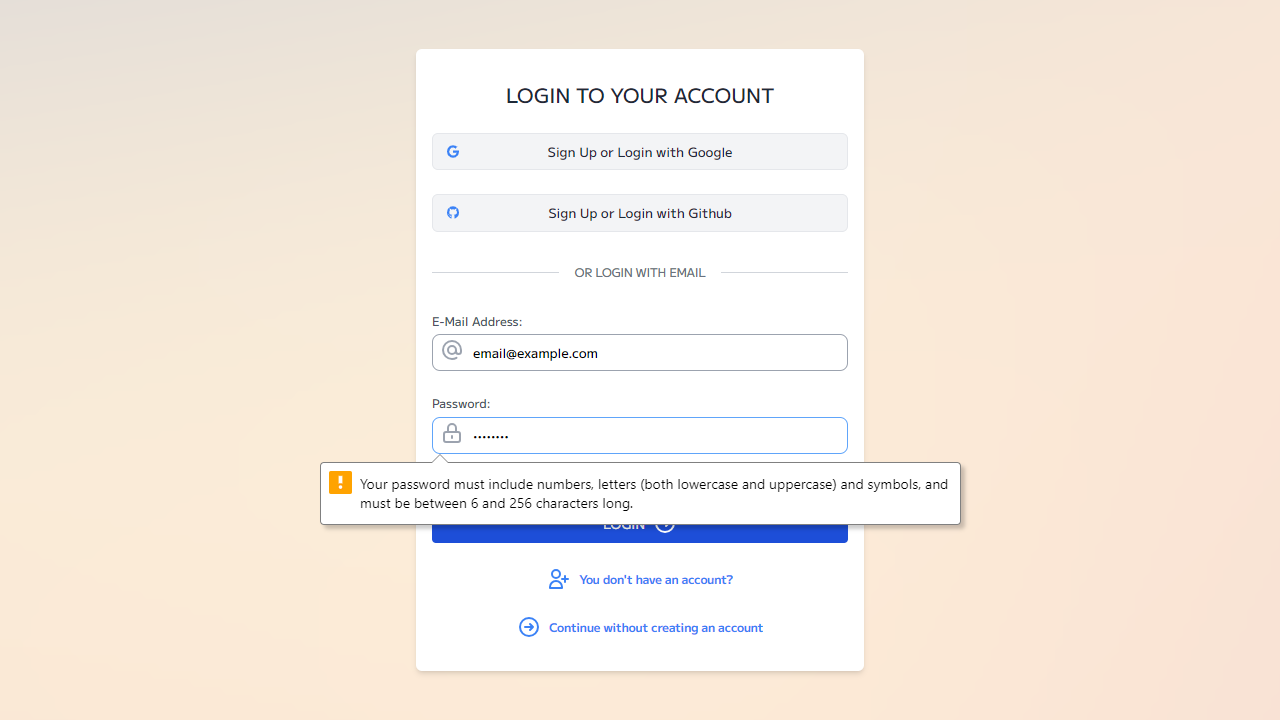 LOGIN TO YOUR ACCOUNT
Sign Up or Login with Google
Sign Up or Login with Github
OR LOGIN WITH EMAIL
E-Mail Address:
email@example.com
Password:
••••••••
Your password must include numbers, letters (both lowercase and uppercase) and symbols, and
must be between 6 and 256 characters long.
LOGIN
You don't have an account?
Continue without creating an account